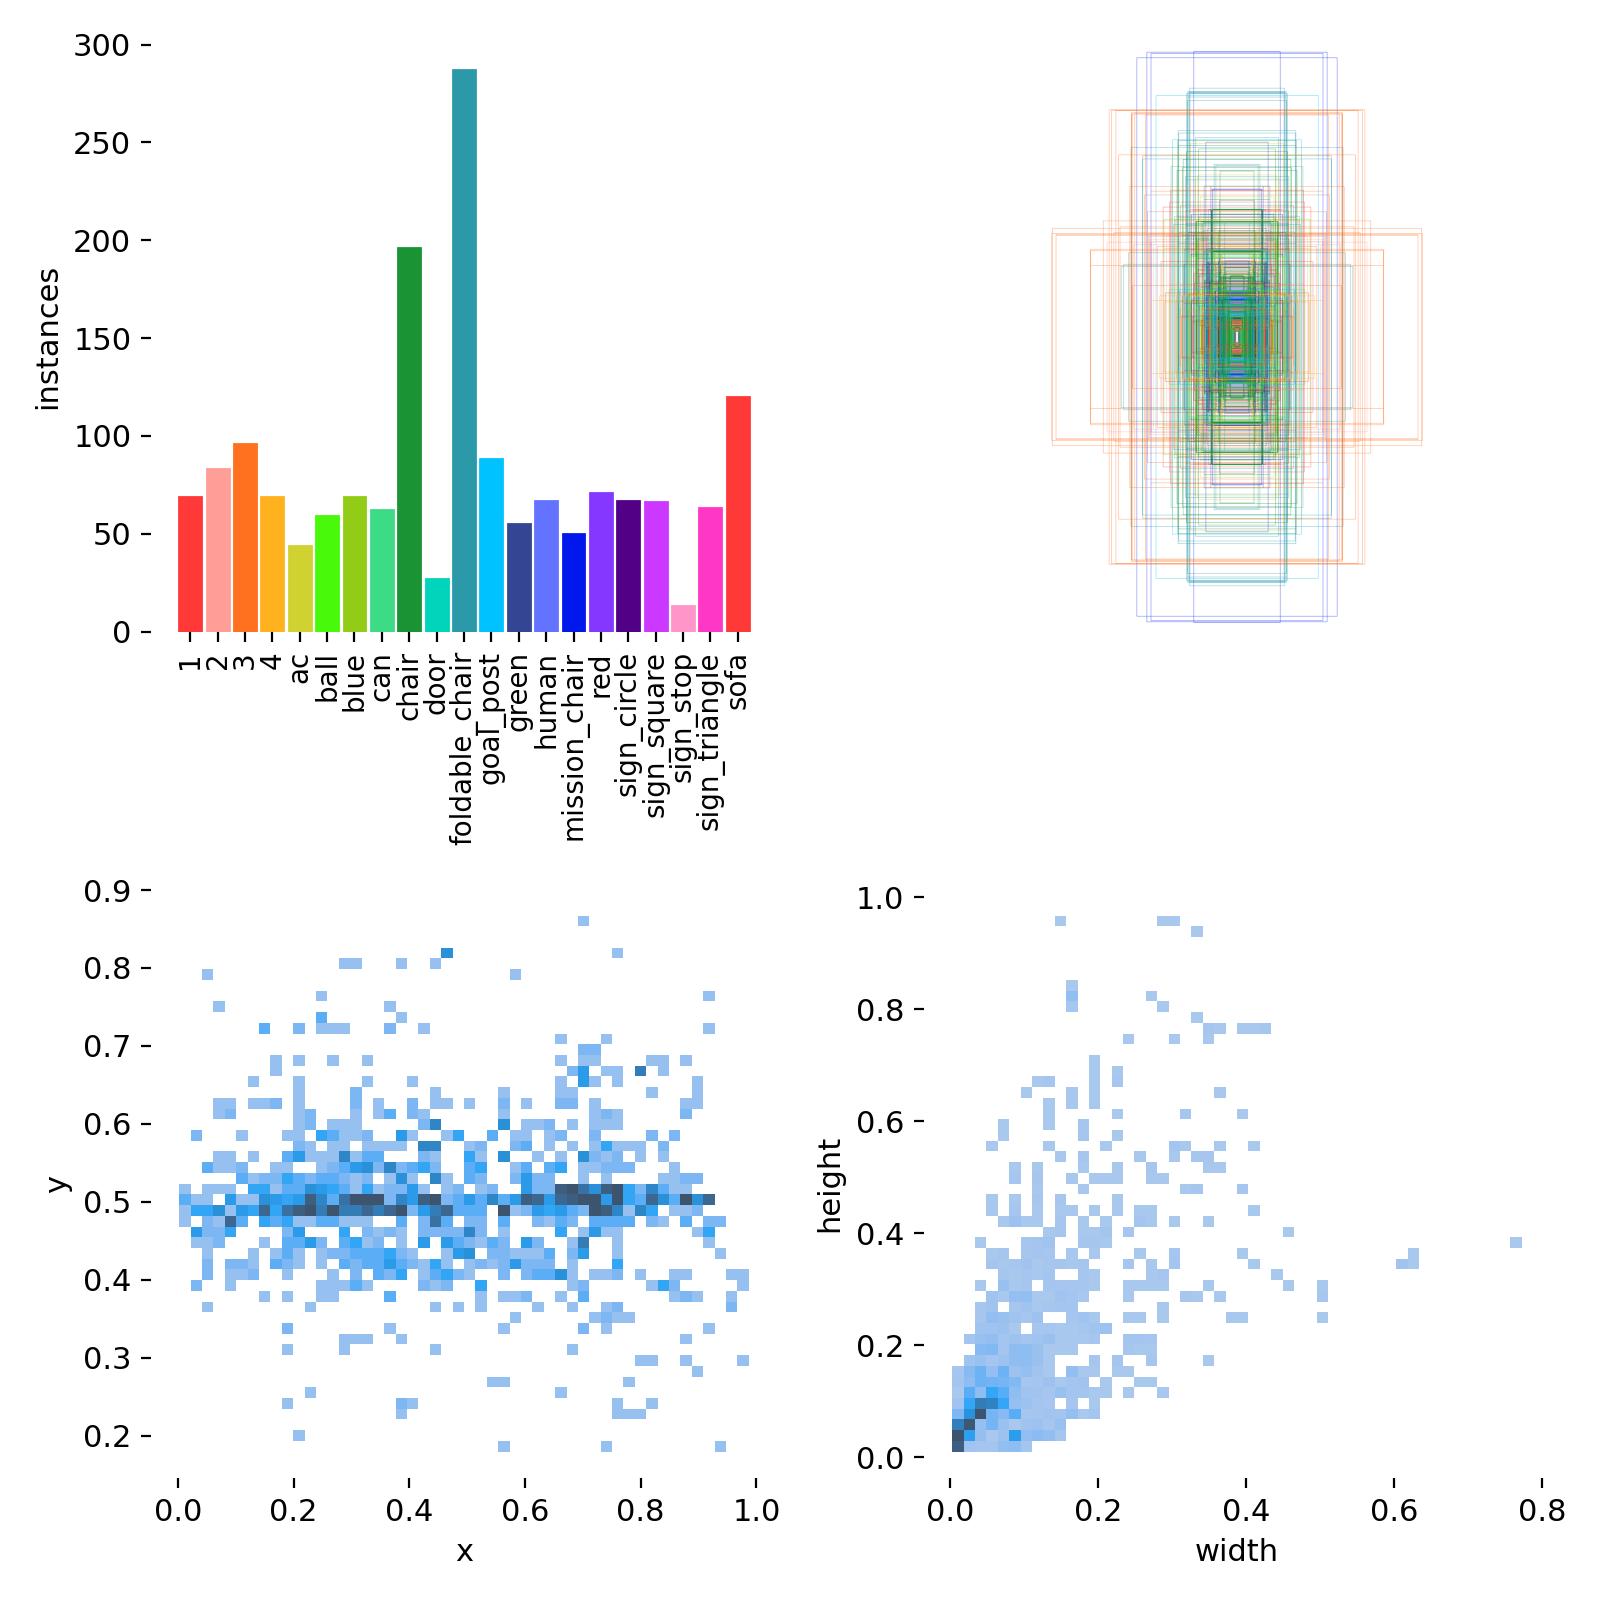 300
250
200
150
100
50
0
instances
1
2
3
4
ac
ball
blue
can
chair
door
foldable_chair
goal_post
green
human
mission_chair
red
sign_circle
sign_square
sign_stop
sign_triangle
sofa
0.9
0.8
0.7
0.6
0.5
0.4
0.3
0.2
y
0.0 0.2 0.4 0.6 0.8 1.0
x
1.0
0.8
0.6
0.4
0.2
0.0
height
0.0 0.2 0.4 0.6 0.8
width